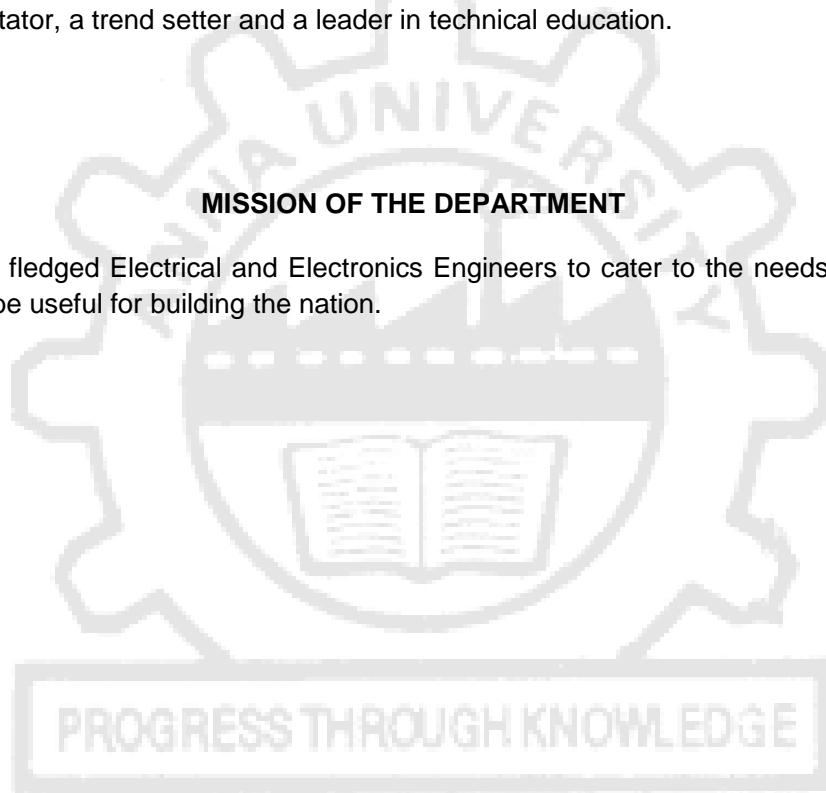 tator, a trend setter and a leader in technical education.
ANNA UNIVERSITY
MISSION OF THE DEPARTMENT
fledged Electrical and Electronics Engineers to cater to the needs
be useful for building the nation.
PROGRESS THROUGH KNOWLEDGE